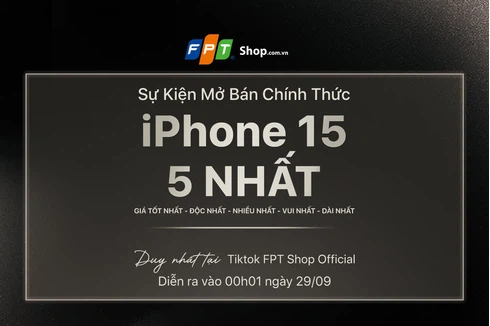 FPT Shop.com.vn
Sự Kiện Mở Bán Chính Thức
iPhone 15
5 NHẤT
GIÁ TỐT NHẤT - ĐỘC NHẤT - NHIỀU NHẤT - VUI NHẤT - DÀI NHẤT
Duy nhất tại Tiktok FPT Shop Official
Diễn ra vào 00h01 ngày 29/09